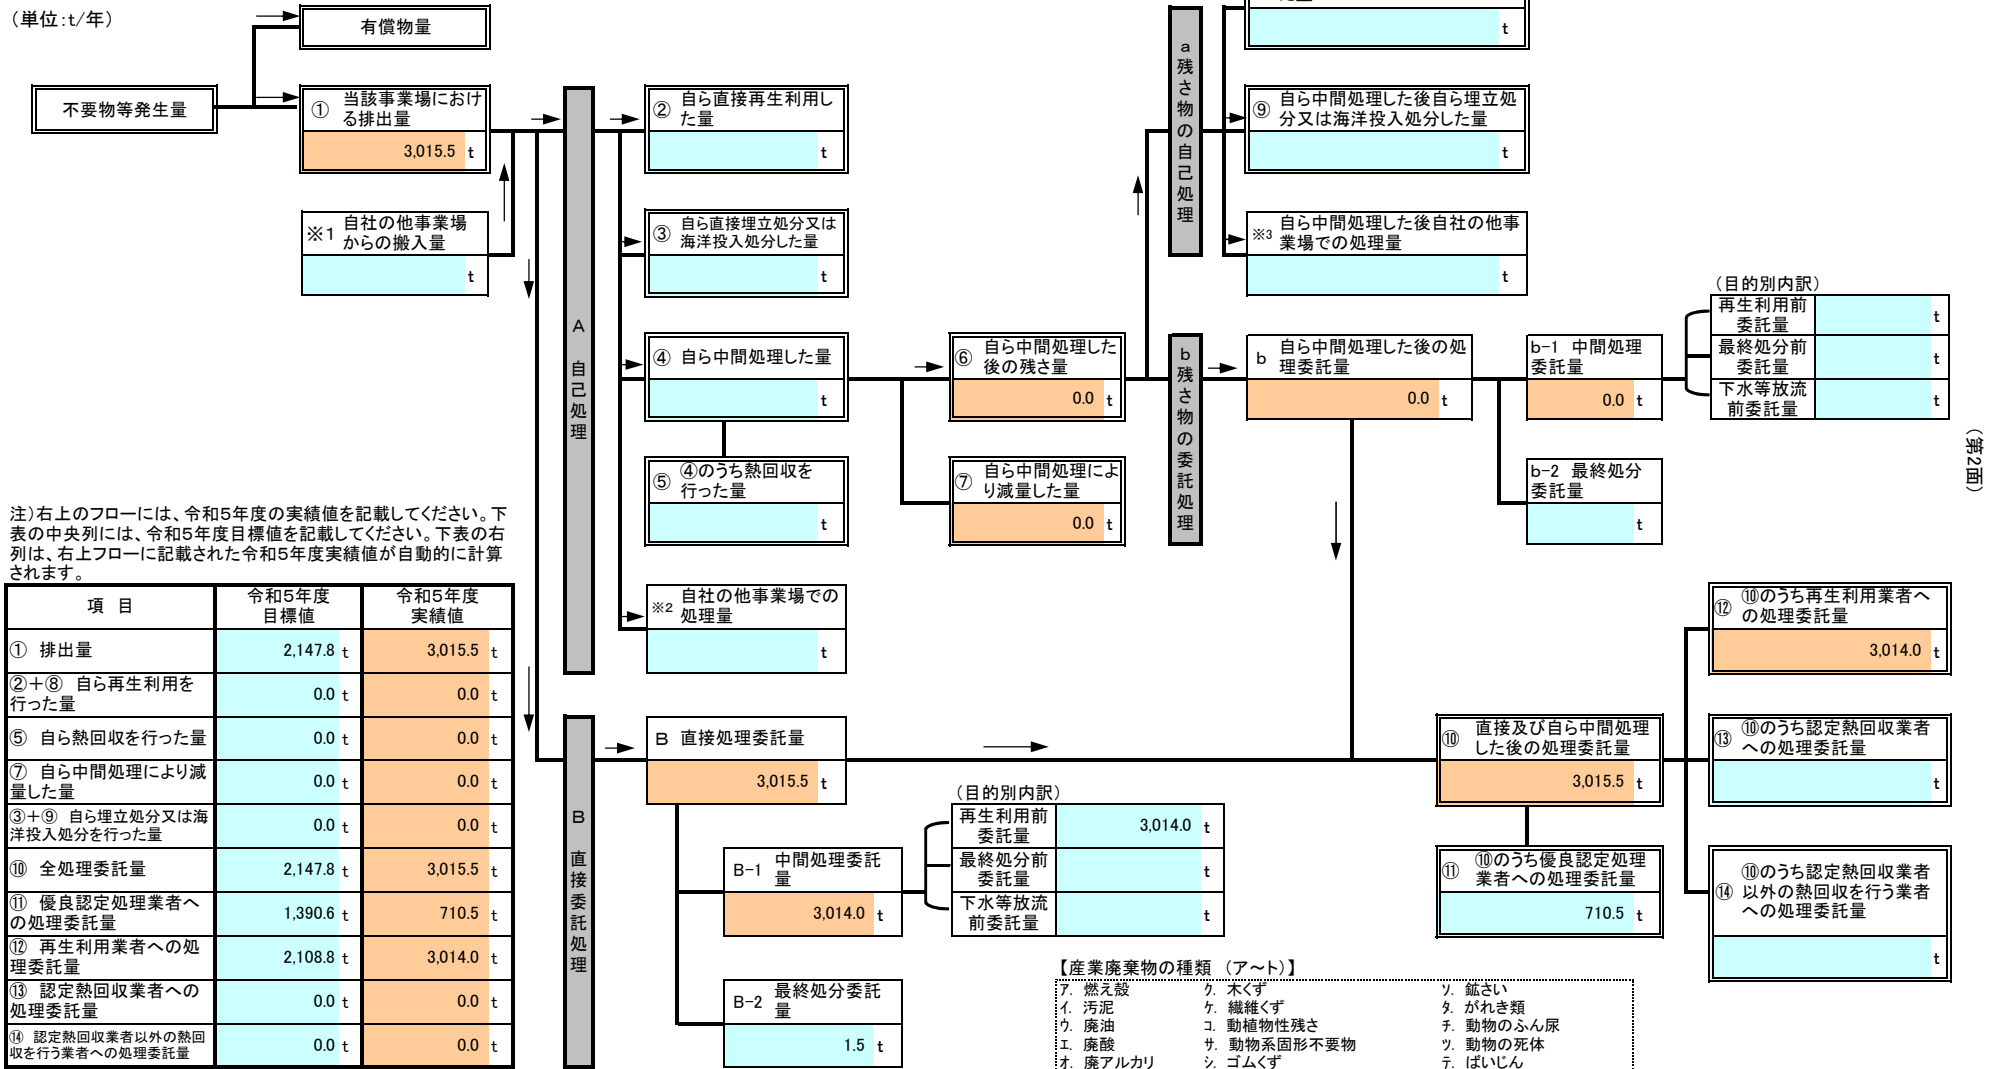 (単位:t/年)
有償物量
不要物等発生量
① 当該事業場におけ
る排出量
3,015.5 t
※1 自社の他事業場
からの搬入量
t
A 自己処理
② 自ら直接再生利用し
た量
t
③ 自ら直接埋立処分又は
海洋投入処分した量
t
④ 自ら中間処理した量
t
⑤ ④のうち熱回収を
行った量
t
※2 自社の他事業場での
処理量
t
⑥ 自ら中間処理した
後の残さ量
0.0 t
⑦ 自ら中間処理によ
り減量した量
0.0 t
a 残さ物の自己処理
t
⑨ 自ら中間処理した後自ら埋立処
分又は海洋投入処分した量
t
※3 自ら中間処理した後自社の他事
業場での処理量
t
b 残さ物の委託処理
b 自ら中間処理した後の処
理委託量
0.0 t
b-1 中間処理
委託量
0.0 t
b-2 最終処分
委託量
t
(目的別内訳)
再生利用前
委託量
t
最終処分前
委託量
t
下水等放流
前委託量
t
(第2面)
注)右上のフローには、令和5年度の実績値を記載してください。下
表の中央列には、令和5年度目標値を記載してください。下表の右
列は、右上フローに記載された令和5年度実績値が自動的に計算
されます。
項 目 令和5年度 令和5年度
目標値 実績値
① 排出量 2,147.8 t 3,015.5 t
②+⑧ 自ら再生利用を
行った量 0.0 t 0.0 t
⑤ 自ら熱回収を行った量 0.0 t 0.0 t
⑦ 自ら中間処理により減
量した量 0.0 t 0.0 t
③+⑨ 自ら埋立処分又は海
洋投入処分を行った量 0.0 t 0.0 t
⑩ 全処理委託量 2,147.8 t 3,015.5 t
⑪ 優良認定処理業者へ
の処理委託量 1,390.6 t 710.5 t
⑫ 再生利用業者への処
理委託量 2,108.8 t 3,014.0 t
⑬ 認定熱回収業者への
処理委託量 0.0 t 0.0 t
⑭ 認定熱回収業者以外の熱回
収を行う業者への処理委託量 0.0 t 0.0 t
B 直接委託処理
B 直接処理委託量
3,015.5 t
B-1 中間処理委託
量
3,014.0 t
B-2 最終処分委託
量
1.5 t
(目的別内訳)
再生利用前
委託量
3,014.0 t
最終処分前
委託量
t
下水等放流
前委託量
t
⑩ 直接及び自ら中間処理
した後の処理委託量
3,015.5 t
⑪ ⑩のうち優良認定処理
業者への処理委託量
710.5 t
⑫ ⑩のうち再生利用業者へ
の処理委託量
3,014.0 t
⑬ ⑩のうち認定熱回収業者
への処理委託量
t
⑭ ⑩のうち認定熱回収業者
以外の熱回収を行う業者
への処理委託量
t
【産業廃棄物の種類 (ア～ト)】
ア. 燃え殻 ク. 木くず ソ. 鉱さい
イ. 汚泥 ケ. 繊維くず タ. がれき類
ウ. 廃油 コ. 動植物性残さ チ. 動物のふん尿
エ. 廃酸 サ. 動物系固形不要物 ツ. 動物の死体
オ. 廃アルカリ シ. ゴムくず テ. ばいじん